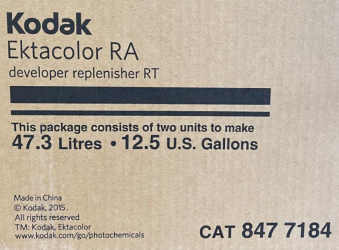 Kodak
Ektacolor RA
developer replenisher RT
This package consists of two units to make
47.3 Litres • 12.5 U.S. Gallons
Made in China
© Kodak, 2015.
All rights reserved
TM: Kodak, Ektacolor
www.kodak.com/go/photochemicals
CAT 847 7184